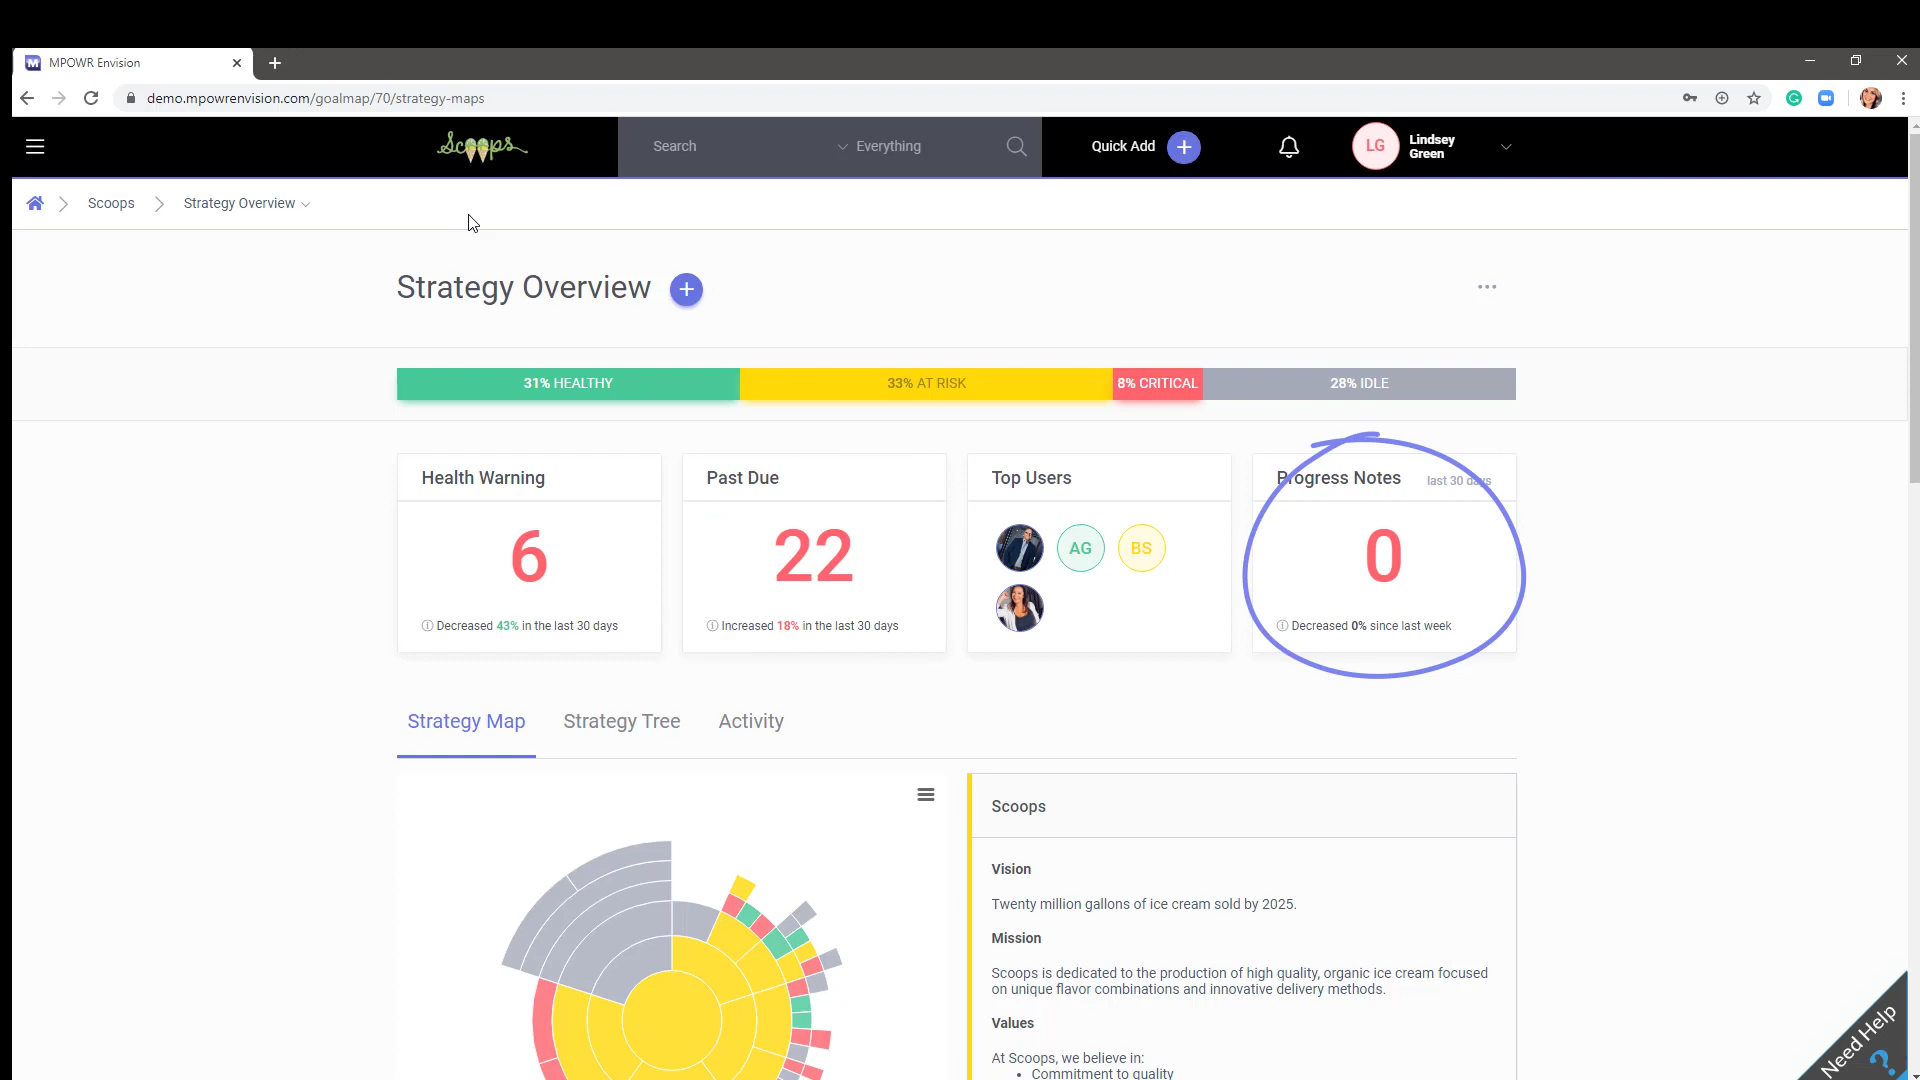 MPOWR Envision
demo.mpowrenvision.com/goalmap/70/strategy-maps
Scoops
Search
Everything
Quick Add
LG
Lindsey
Green
Scoops
Strategy Overview
Strategy Overview
31% HEALTHY
33% AT RISK
8% CRITICAL
28% IDLE
Health Warning
6
Decreased 43% in the last 30 days
Past Due
22
Increased 18% in the last 30 days
Top Users
AG
BS
Progress Notes
last 30 days
0
Decreased 0% since last week
Strategy Map
Strategy Tree
Activity
Scoops
Vision
Twenty million gallons of ice cream sold by 2025.
Mission
Scoops is dedicated to the production of high quality, organic ice cream focused
on unique flavor combinations and innovative delivery methods.
Values
At Scoops, we believe in:
• Commitment to quality
Need Help
?